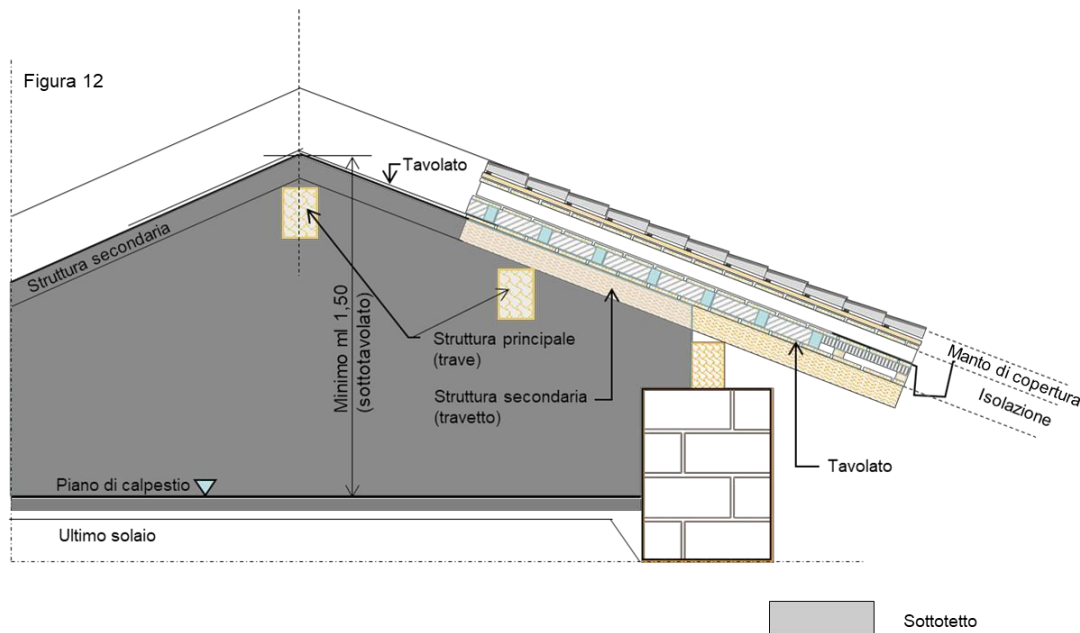 Figura 12
Tavolato
Struttura secondaria
Minimo ml 1,50
(sottotavolato)
Struttura principale
(trave)
Struttura secondaria
(travetto)
Manto di copertura
Isolazione
Tavolato
Piano di calpestio
Ultimo solaio
Sottotetto